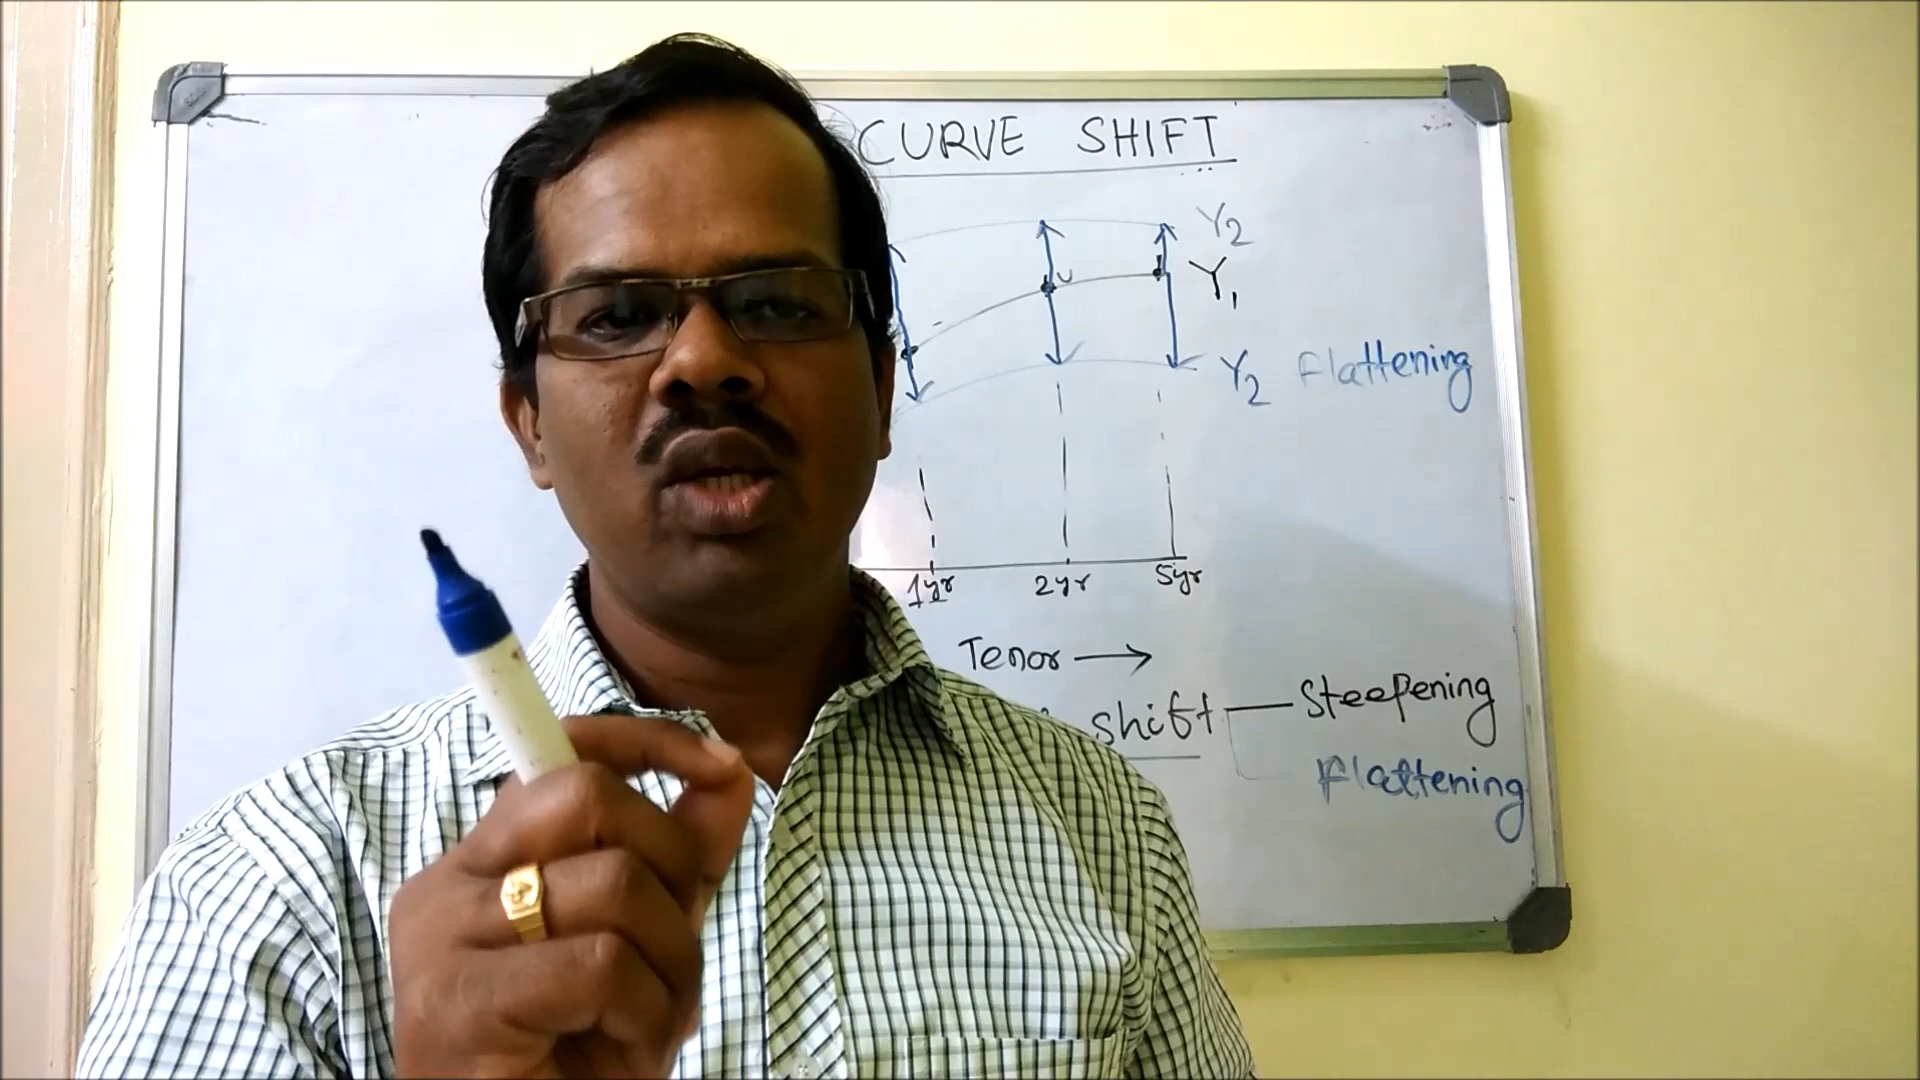 CURVE SHIFT
Y2
Y1
Y2 Flattening
1yr 2yr 5yr
Tenor
shift Steepening
Flattening